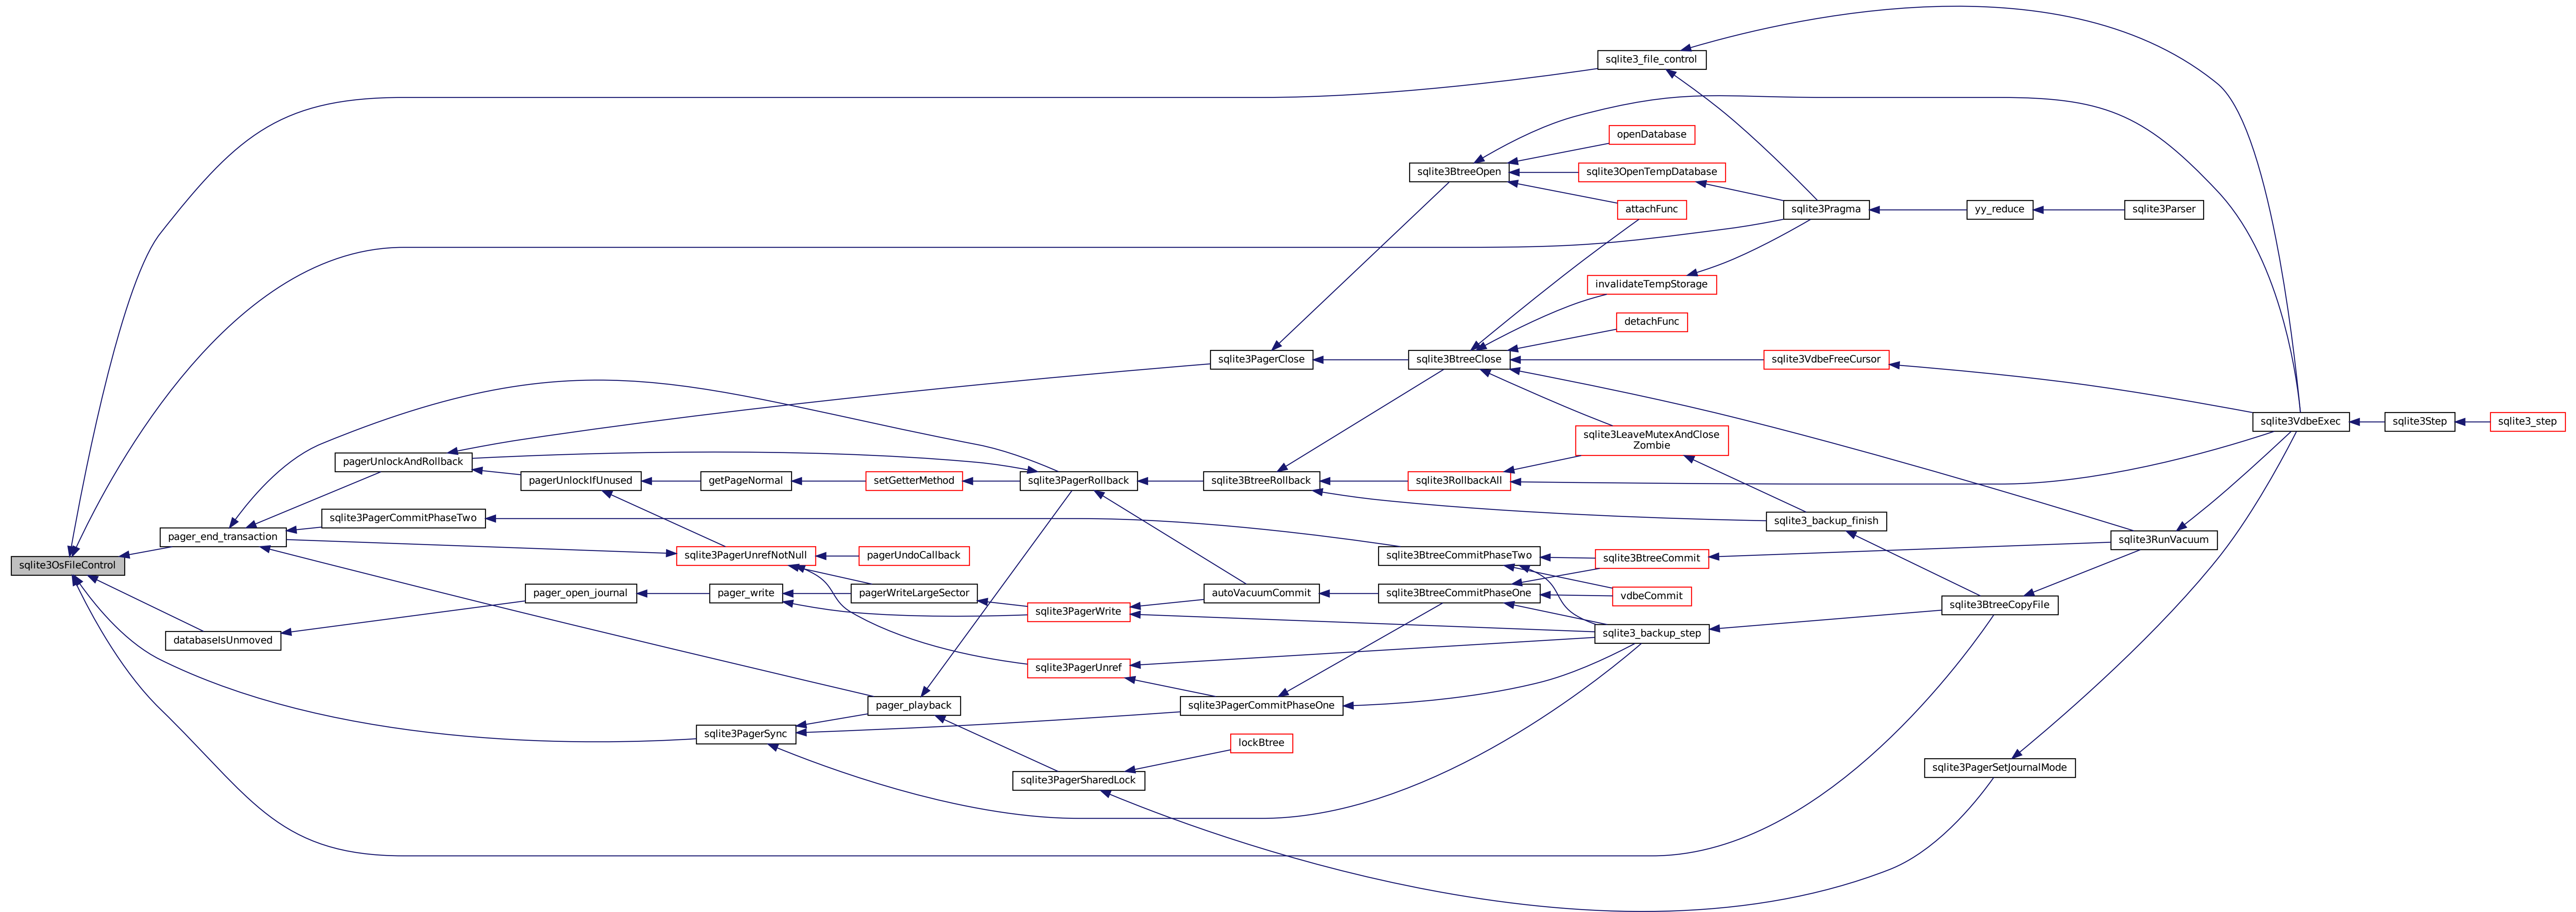 sqlite3_file_control
openDatabase
sqlite3BtreeOpen
sqlite3OpenTempDatabase
attachFunc
sqlite3Pragma
yy_reduce
sqlite3Parser
invalidateTempStorage
detachFunc
sqlite3PagerClose
sqlite3BtreeClose
sqlite3VdbeFreeCursor
sqlite3VdbeExec
sqlite3Step
sqlite3_step
sqlite3LeaveMutexAndClose
Zombie
pagerUnlockAndRollback
pagerUnlockIfUnused
getPageNormal
setGetterMethod
sqlite3PagerRollback
sqlite3BtreeRollback
sqlite3RollbackAll
sqlite3PagerCommitPhaseTwo
sqlite3_backup_finish
pager_end_transaction
sqlite3RunVacuum
sqlite3PagerUnrefNotNull
pagerUndoCallback
sqlite3BtreeCommitPhaseTwo
sqlite3BtreeCommit
sqlite3OsFileControl
pager_open_journal
pager_write
pagerWriteLargeSector
autoVacuumCommit
sqlite3BtreeCommitPhaseOne
vdbeCommit
sqlite3BtreeCopyFile
sqlite3PagerWrite
databaseIsUnmoved
sqlite3_backup_step
sqlite3PagerUnref
pager_playback
sqlite3PagerCommitPhaseOne
sqlite3PagerSync
lockBtree
sqlite3PagerSetJournalMode
sqlite3PagerSharedLock